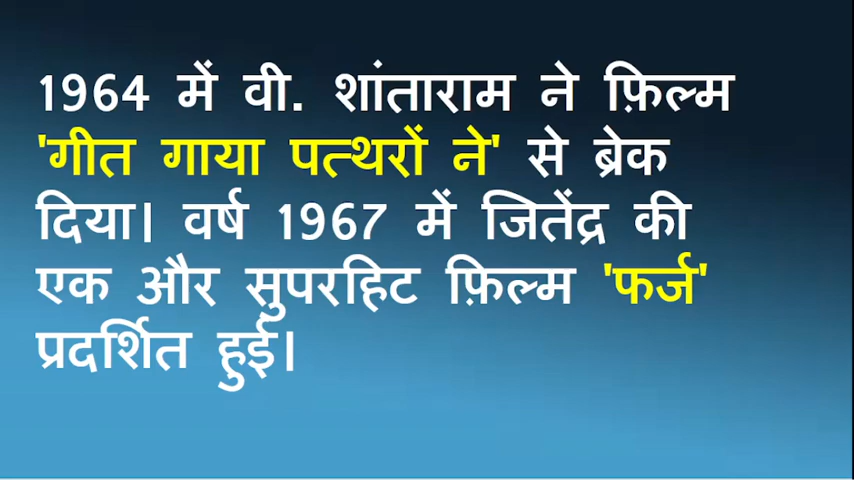 1964 में वी. शांताराम ने फ़िल्म
'गीत गाया पत्थरों ने' से ब्रेक
दिया। वर्ष 1967 में जितेंद्र की
एक और सुपरहिट फ़िल्म 'फर्ज'
प्रदर्शित हुई।